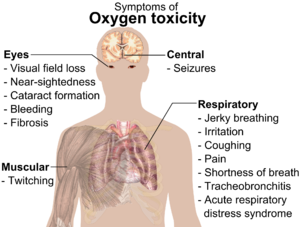 Symptoms of
Oxygen toxicity
Eyes
- Visual field loss
- Near-sightedness
- Cataract formation
- Bleeding
- Fibrosis
Central
- Seizures
Respiratory
- Jerky breathing
- Irritation
- Coughing
- Pain
- Shortness of breath
- Tracheobronchitis
- Acute respiratory
distress syndrome
Muscular
- Twitching